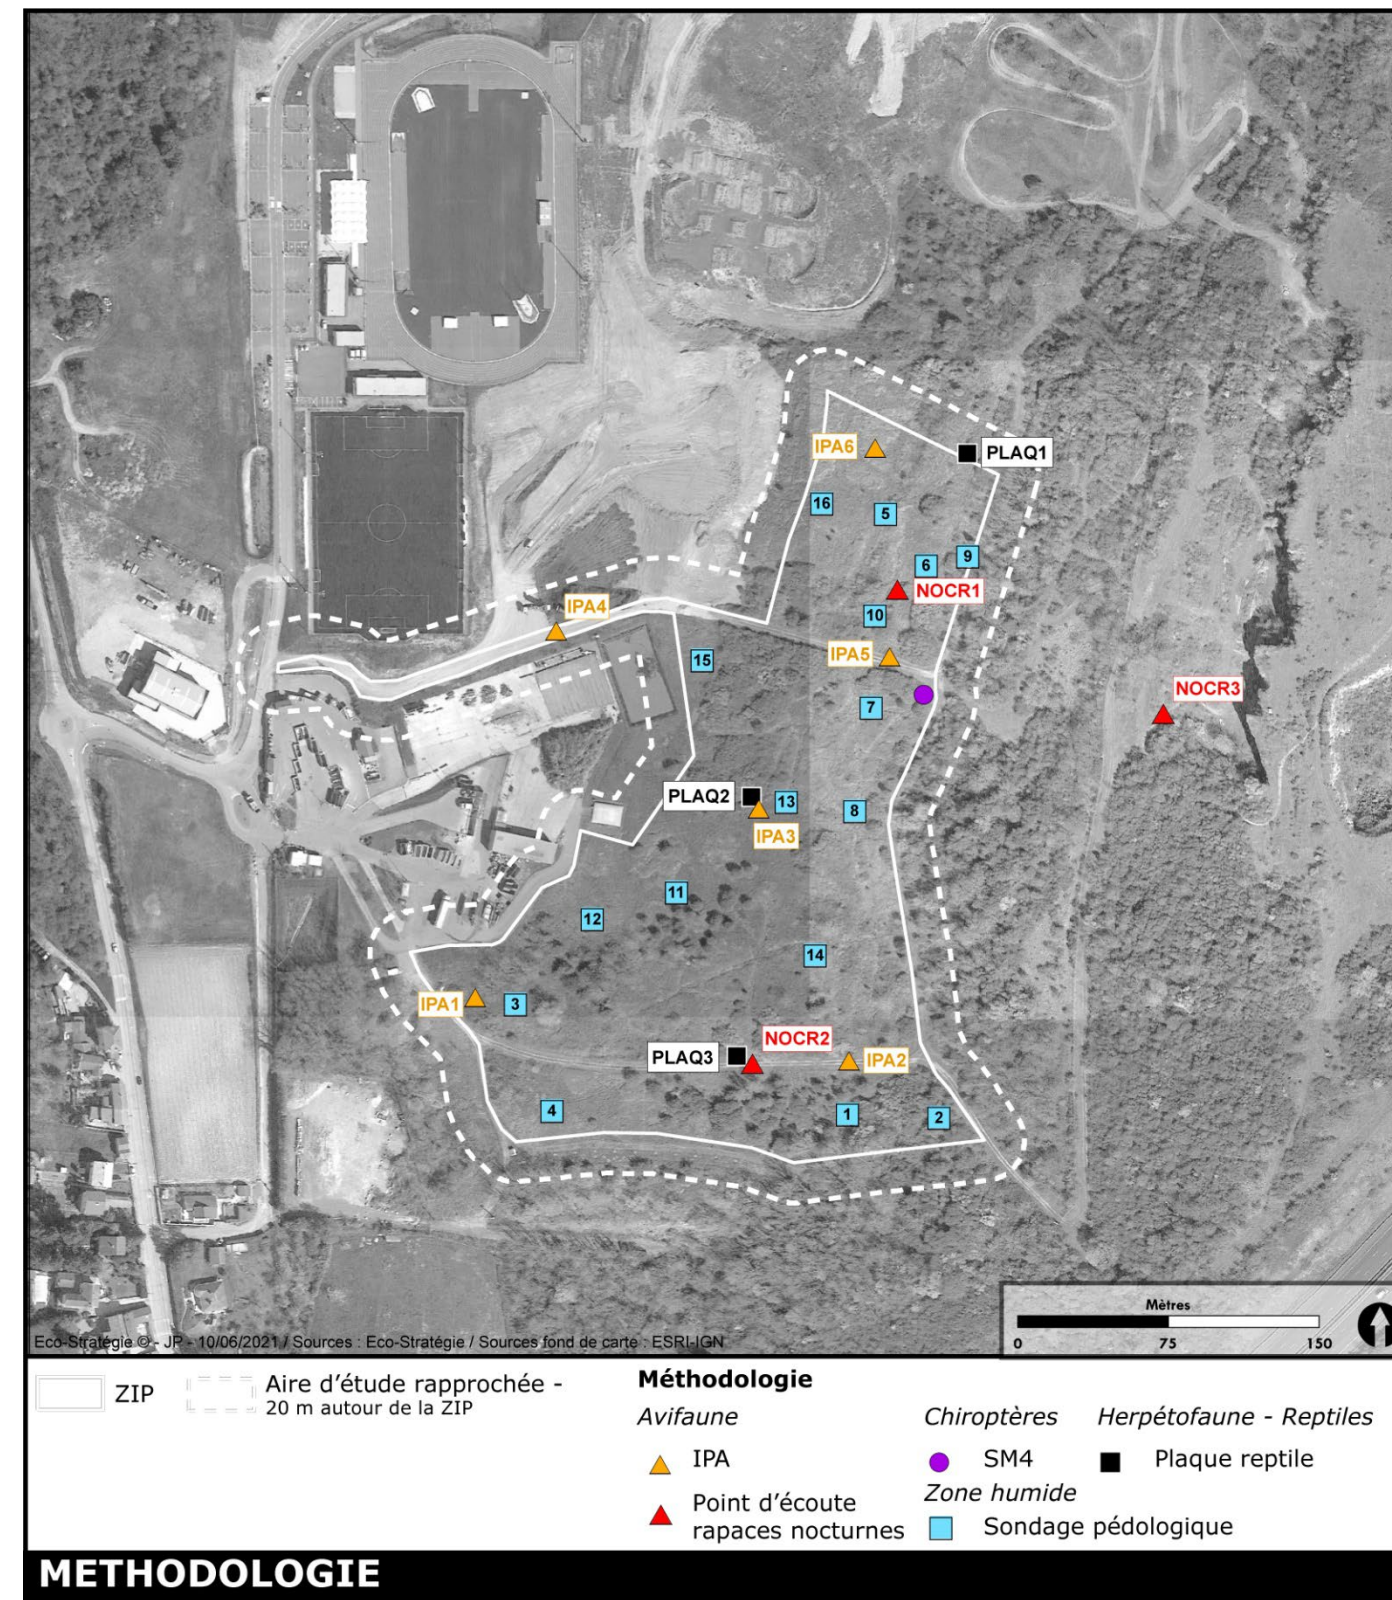 IPA6
PLAQ1
16
5
9
6
NOCR1
IPA4
10
IPA5
15
NOCR3
7
PLAQ2
13
8
IPA3
11
12
14
IPA1
3
NOCR2
PLAQ3
IPA2
4
1
2
Mètres
0 75 150
Eco-Stratégie © - JP - 10/06/2021 / Sources : Eco-Stratégie / Sources fond de carte : ESRI-IGN
ZIP
Aire d'étude rapprochée -
20 m autour de la ZIP
Méthodologie
Avifaune
IPA
Point d'écoute
rapaces nocturnes
Chiroptères
SM4
Zone humide
Sondage pédologique
Herpétofaune - Reptiles
Plaque reptile
METHODOLOGIE